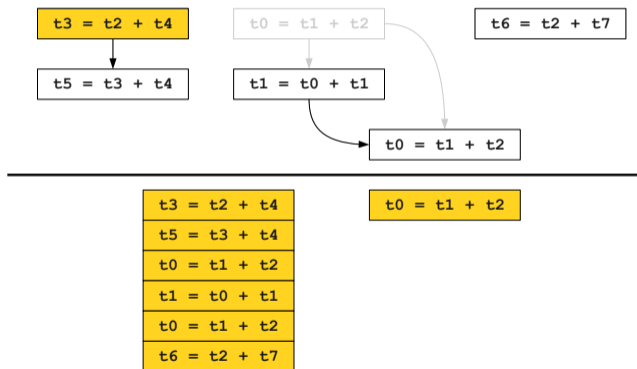 t3 = t2 + t4
t0 = t1 + t2
t6 = t2 + t7
t5 = t3 + t4
t1 = t0 + t1
t0 = t1 + t2
t3 = t2 + t4
t0 = t1 + t2
t5 = t3 + t4
t0 = t1 + t2
t1 = t0 + t1
t0 = t1 + t2
t6 = t2 + t7